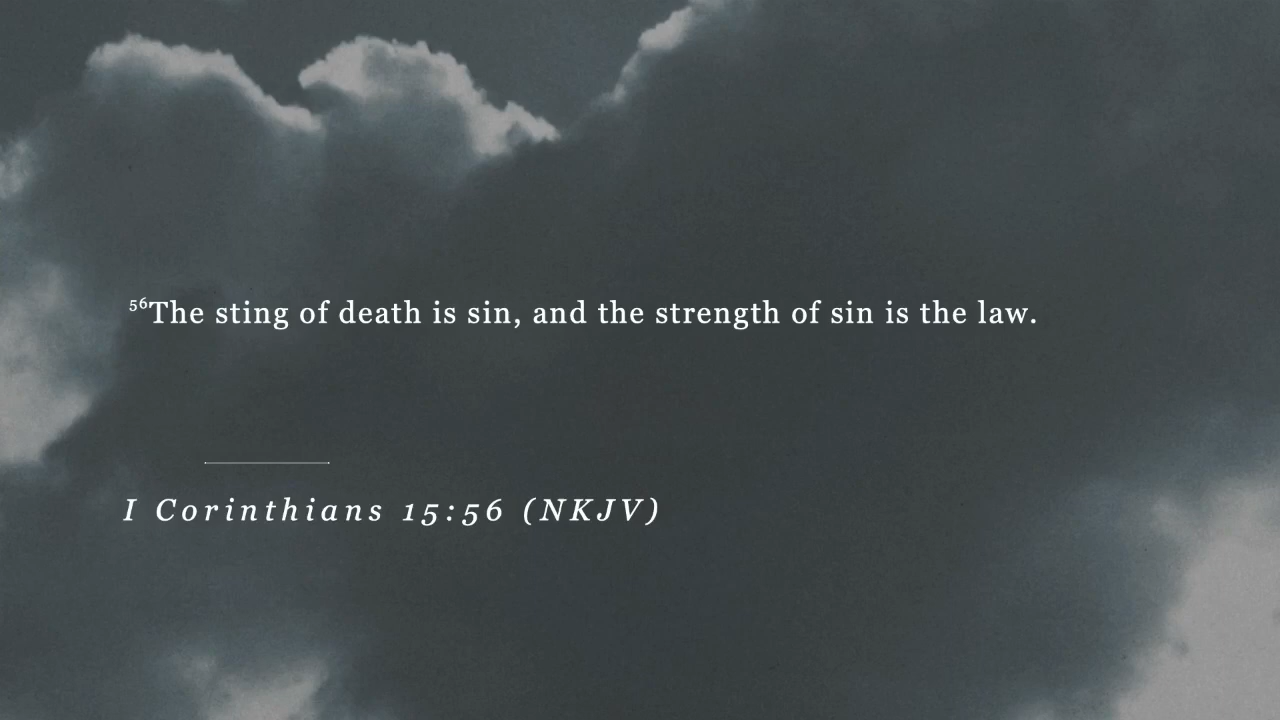 ⁵⁶The sting of death is sin, and the strength of sin is the law.
I Corinthians 15:56 (NKJV)